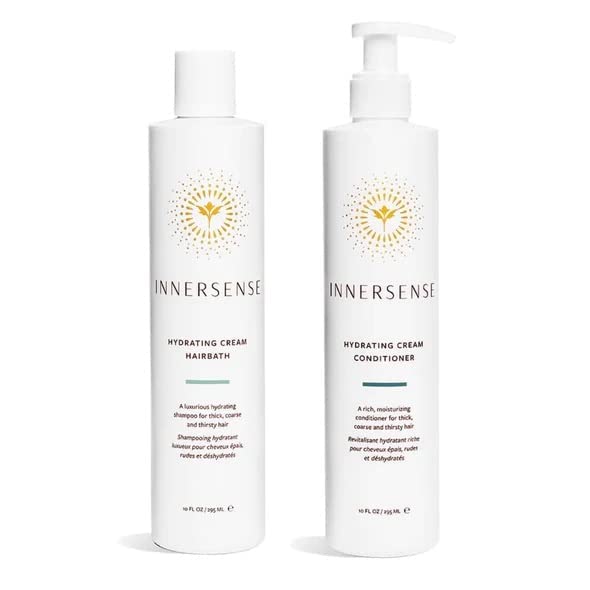 INNERSENSE
HYDRATING CREAM
HAIRBATH
A luxurious hydrating
shampoo for thick, coarse
and thirsty hair
Shampooing hydratant
luxueux pour cheveux épais,
rudes et déshydratés
10 FL OZ / 295 ML ℮
INNERSENSE
HYDRATING CREAM
CONDITIONER
A rich, moisturizing
conditioner for thick,
coarse and thirsty hair
Revitalisant hydratant riche
pour cheveux épais, rudes
et déshydratés
10 FL OZ / 295 ML ℮